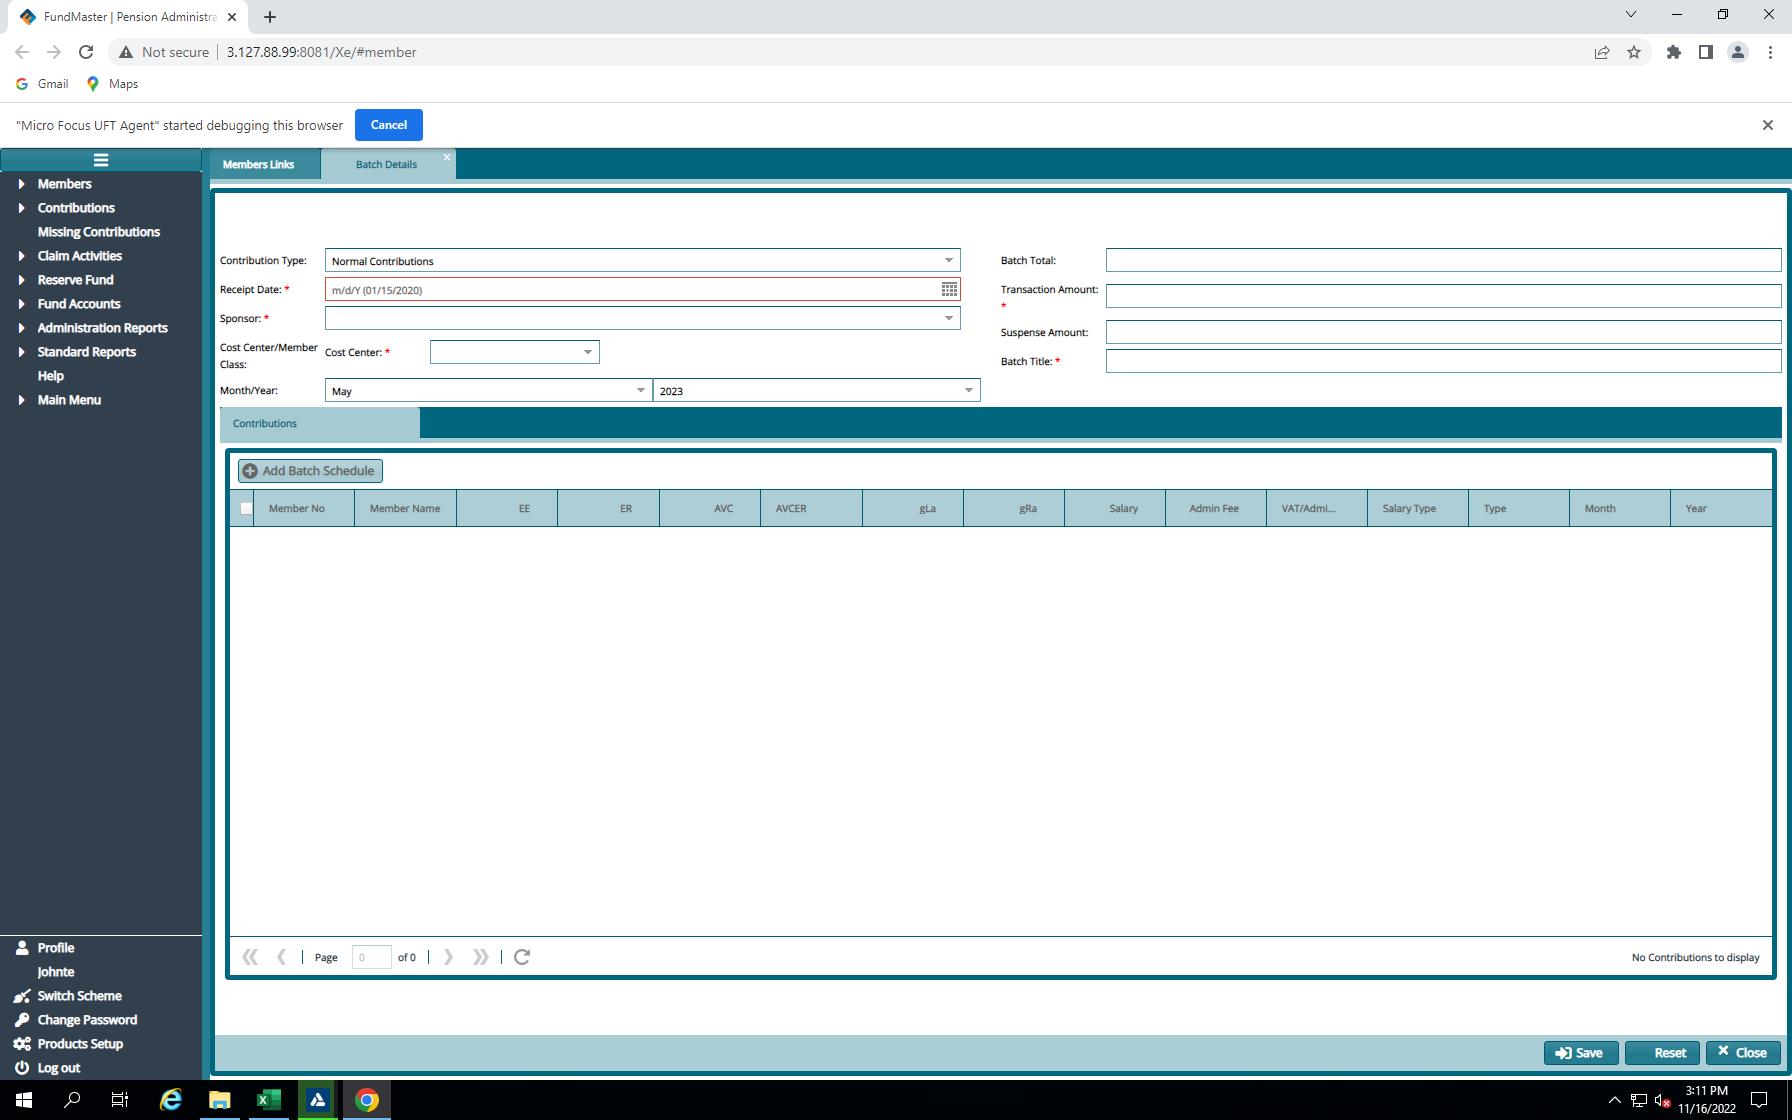 FundMaster | Pension Administra
Not secure
3.127.88.99:8081/Xe/#member
Gmail
Maps
"Micro Focus UFT Agent" started debugging this browser
Cancel
Members
Contributions
Missing Contributions
Claim Activities
Reserve Fund
Fund Accounts
Administration Reports
Standard Reports
Help
Main Menu
Profile
Johnte
Switch Scheme
Change Password
Products Setup
Log out
Members Links
Batch Details
Contribution Type:
Normal Contributions
Receipt Date: *
m/d/Y (01/15/2020)
Sponsor: *
Cost Center/Member
Class:
Cost Center: *
Month/Year:
May
2023
Batch Total:
Transaction Amount:
*
Suspense Amount:
Batch Title: *
Contributions
Add Batch Schedule
Member No
Member Name
EE
ER
AVC
AVCER
gLa
gRa
Salary
Admin Fee
VAT/Admi...
Salary Type
Type
Month
Year
Page
0
of 0
No Contributions to display
Save
Reset
Close
3:11 PM
11/16/2022